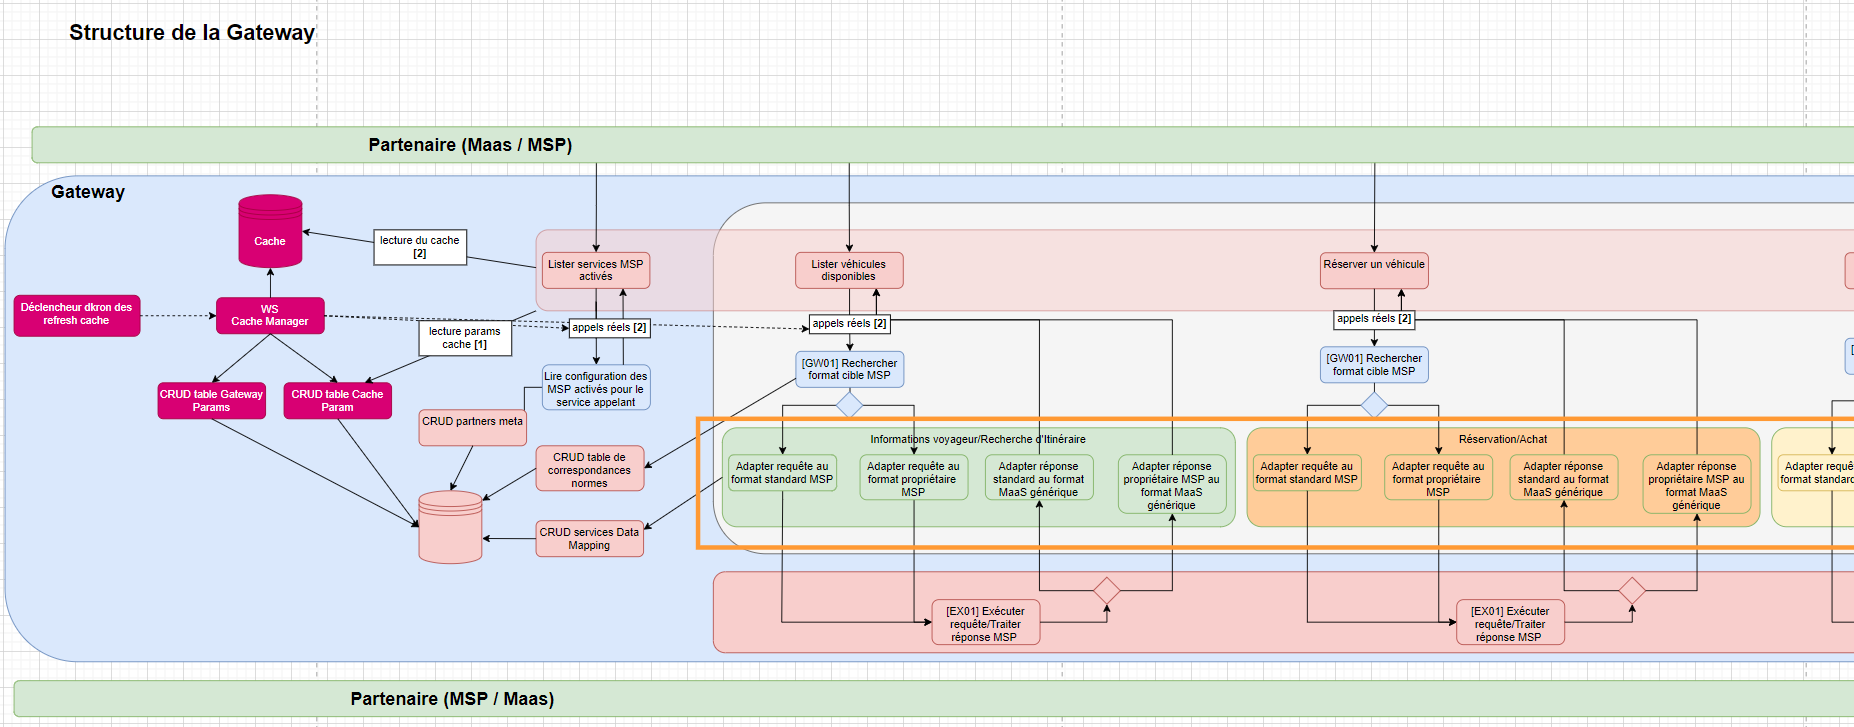 Structure de la Gateway
Partenaire (Maas / MSP)
Gateway
Cache
lecture du cache
[2]
Lister services MSP
activés
Lister véhicules
disponibles
Réserver un véhicule
Déclencheur dkron des
refresh cache
WS
Cache Manager
lecture params
cache [1]
appels réels [2]
appels réels [2]
appels réels [2]
Lire configuration des
MSP activés pour le
service appelant
[GW01] Rechercher
format cible MSP
[GW01] Rechercher
format cible MSP
CRUD table Gateway
Params
CRUD table Cache
Param
CRUD partners meta
CRUD table de
correspondances
normes
CRUD services Data
Mapping
Informations voyageur/Recherche d'Itinéraire
Adapter requête au
format standard MSP
Adapter requête au
format propriétaire
MSP
Adapter réponse
standard au format
MaaS générique
Adapter réponse
propriétaire MSP au
format MaaS
générique
Réservation/Achat
Adapter requête au
format standard MSP
Adapter requête au
format propriétaire
MSP
Adapter réponse
standard au format
MaaS générique
Adapter réponse
propriétaire MSP au
format MaaS
générique
Adapter requê
format standard
[EX01] Exécuter
requête/Traiter
réponse MSP
[EX01] Exécuter
requête/Traiter
réponse MSP
Partenaire (MSP / Maas)